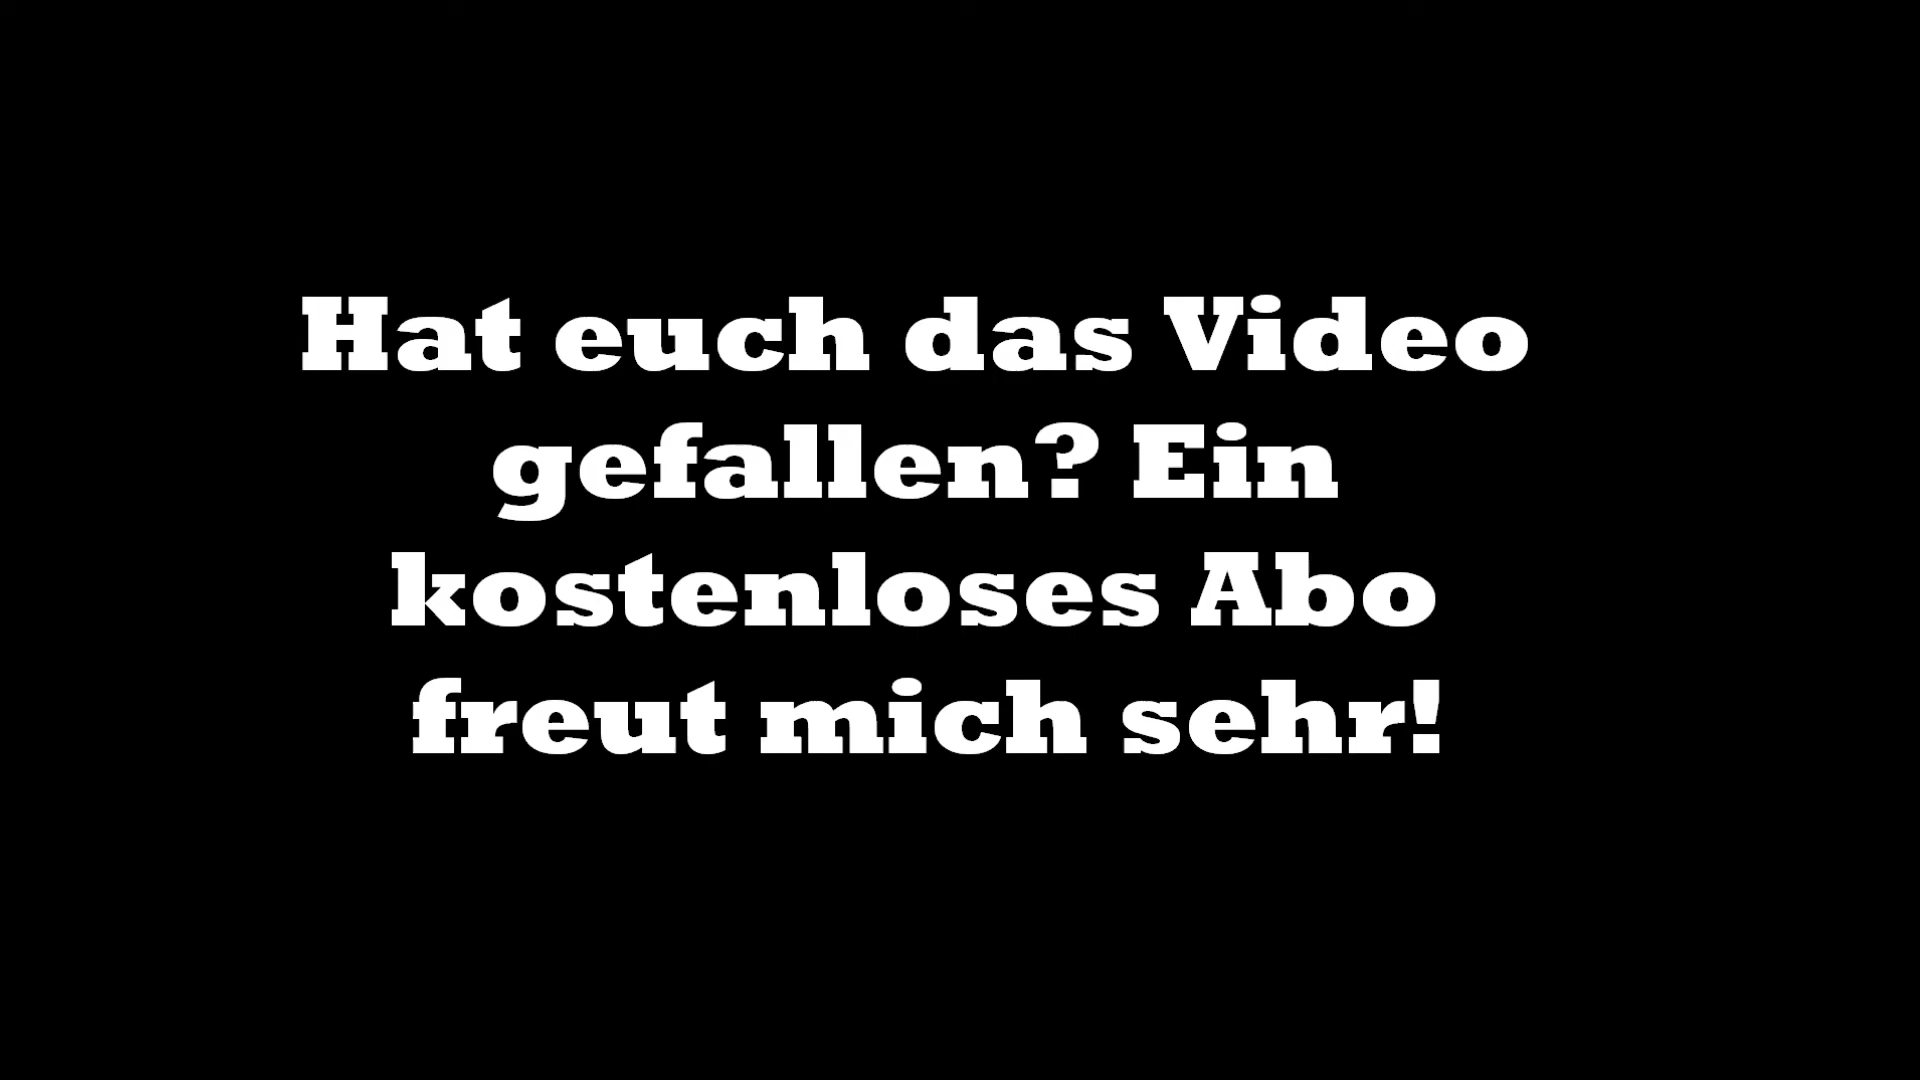 Hat euch das Video
gefallen? Ein
kostenloses Abo
freut mich sehr!